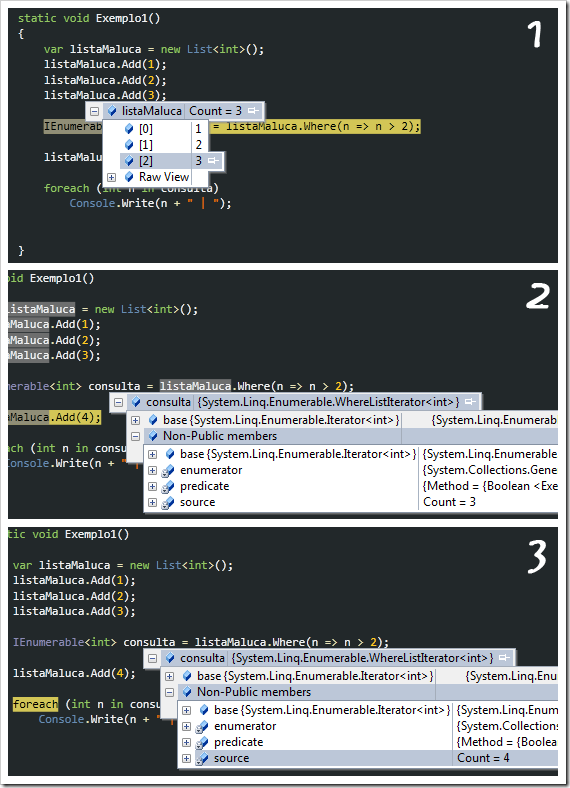 static void Exemplo1()
1
{
var listaMaluca = new List<int>();
listaMaluca.Add(1);
listaMaluca.Add(2);
listaMaluca.Add(3);
listaMaluca Count = 3
IEnumerable = listaMaluca.Where(n => n > 2);
[0] 1
[1] 2
listaMalu [2] 3
Raw View
foreach (int n in consulta)
Console.Write(n + " | ");
}
oid Exemplo1()
2
listaMaluca = new List<int>();
aMaluca.Add(1);
aMaluca.Add(2);
aMaluca.Add(3);
merable<int> consulta = listaMaluca.Where(n => n > 2);
consulta {System.Linq.Enumerable.WhereListIterator<int>}
aMaluca.Add(4);
base {System.Linq.Enumerable.Iterator<int>} {System.Linq.Enumerab
Non-Public members
ach (int n in consu
base {System.Linq.Enumerable.Iterator<int>} {System.Linq.Enumerable
Console.Write(n + "
enumerator {System.Collections.Gene
predicate {Method = {Boolean <Exe
source Count = 3
tic void Exemplo1()
3
var listaMaluca = new List<int>();
listaMaluca.Add(1);
listaMaluca.Add(2);
listaMaluca.Add(3);
IEnumerable<int> consulta = listaMaluca.Where(n => n > 2);
consulta {System.Linq.Enumerable.WhereListIterator<int>}
listaMaluca.Add(4);
base {System.Linq.Enumerable.Iterator<int>} {System.Linq.Enu
Non-Public members
foreach (int n in consu
base {System.Linq.Enumerable.Iterator<int>} {System.Linq.Enum
Console.Write(n + "
enumerator {System.Collections
predicate {Method = {Boolea
source Count = 4